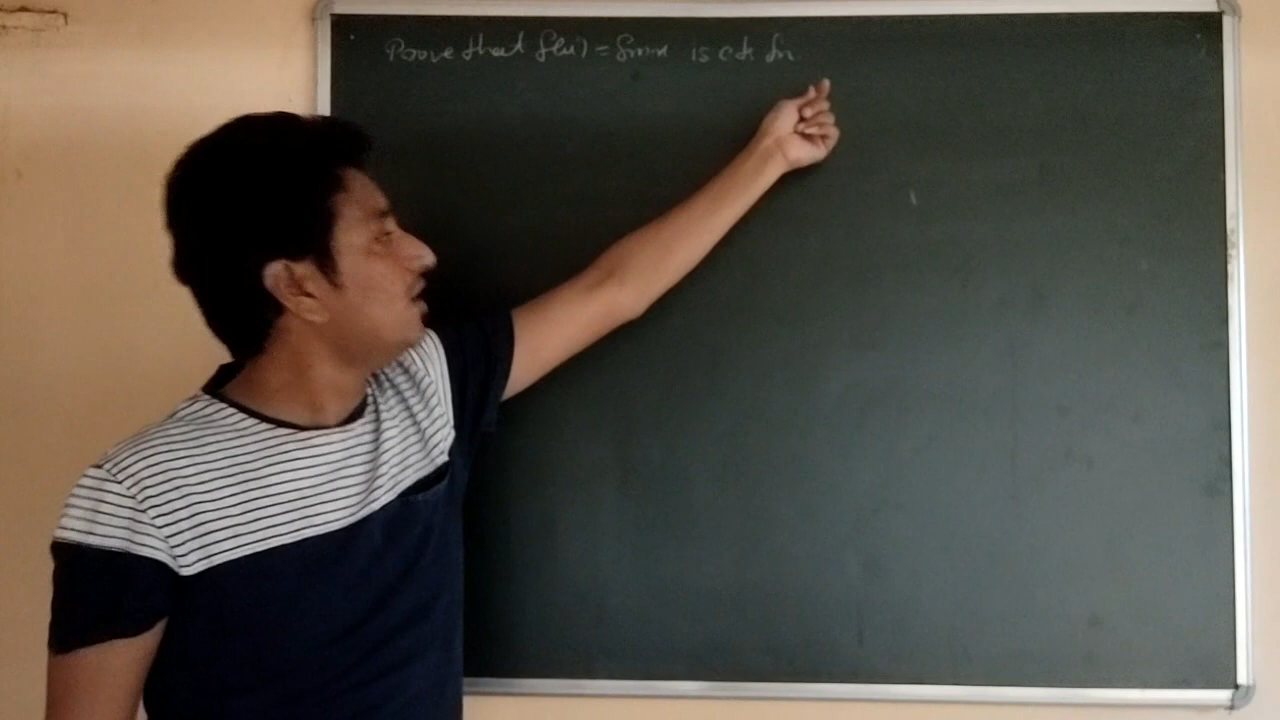 Prove that f(x) = Sinx is cts fn.